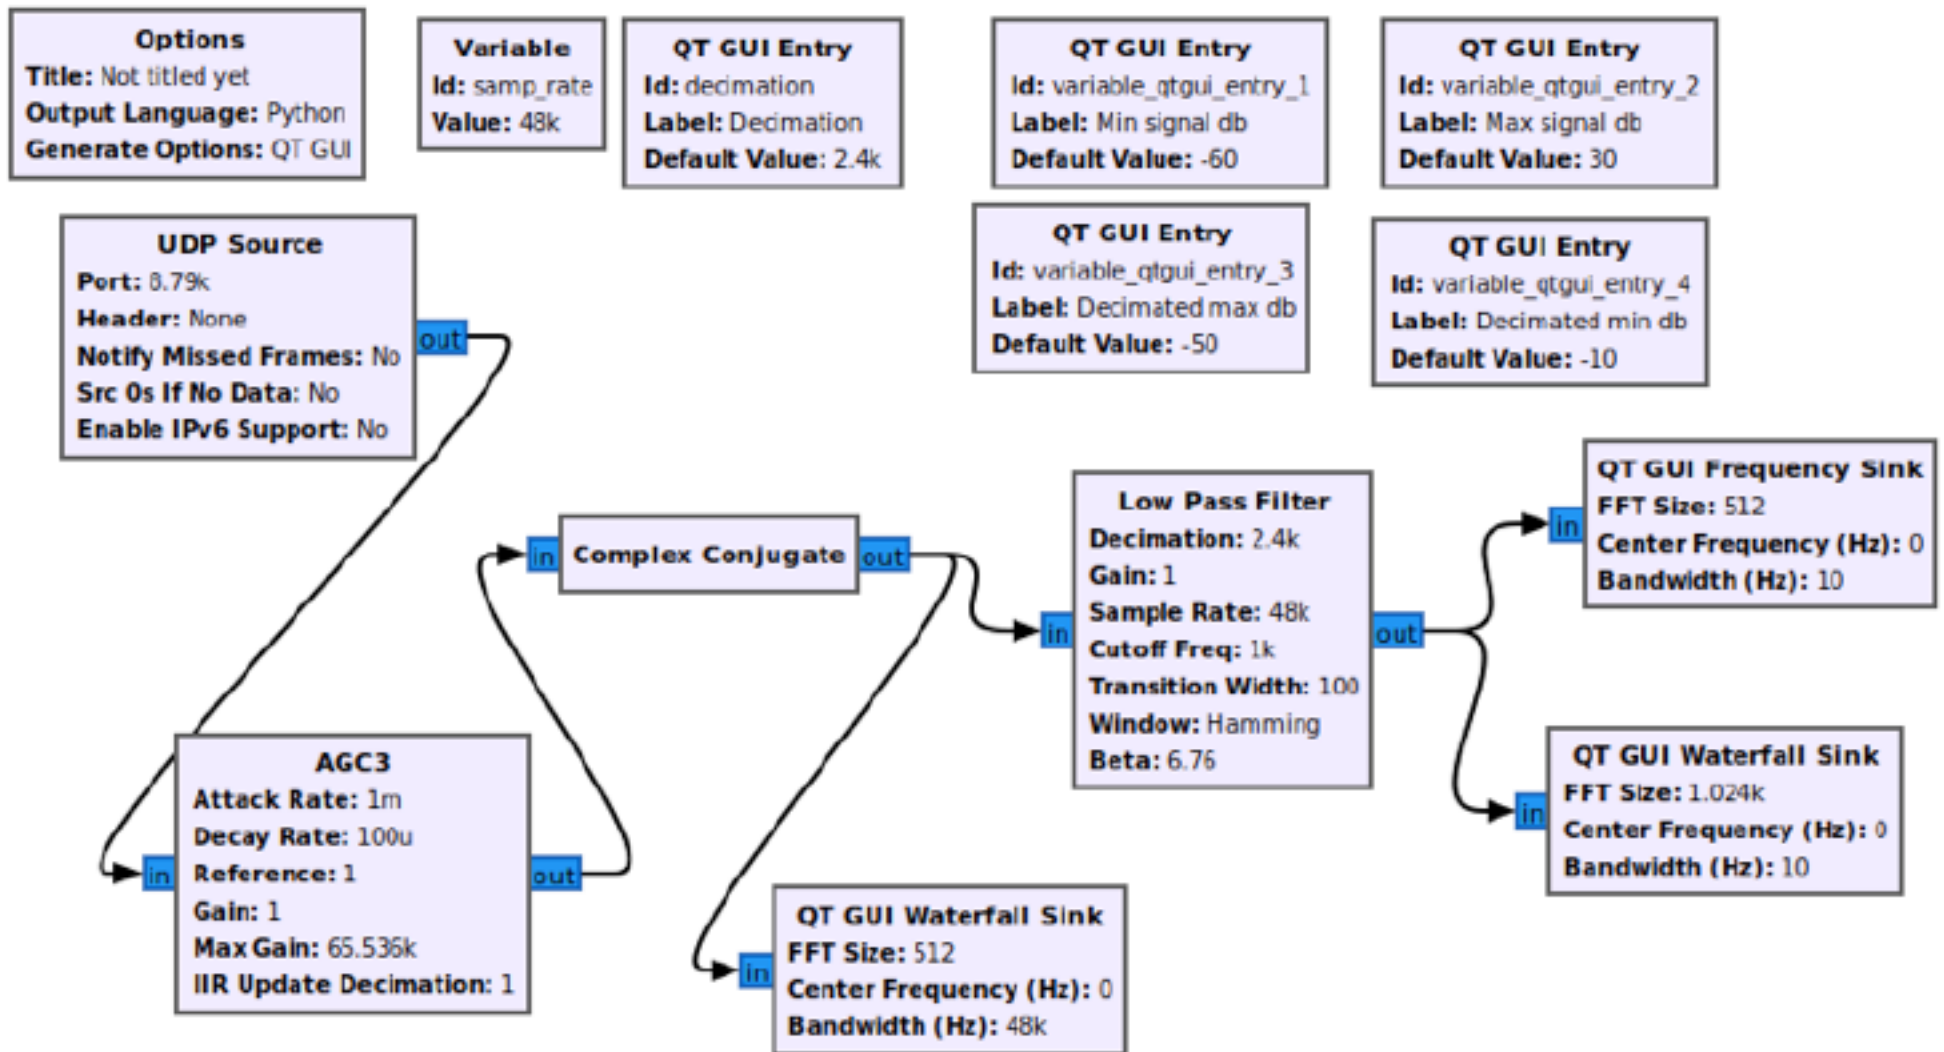 Options
Title: Not titled yet
Output Language: Python
Generate Options: QT GUI
Variable
Id: samp_rate
Value: 48k
QT GUI Entry
Id: decimation
Label: Decimation
Default Value: 2.4k
QT GUI Entry
Id: variable_qtgui_entry_1
Label: Min signal db
Default Value: -60
QT GUI Entry
Id: variable_qtgui_entry_2
Label: Max signal db
Default Value: 30
UDP Source
Port: 8.79k
Header: None
Notify Missed Frames: No
Src 0s If No Data: No
Enable IPv6 Support: No
out
QT GUI Entry
Id: variable_qtgui_entry_3
Label: Decimated max db
Default Value: -50
QT GUI Entry
Id: variable_qtgui_entry_4
Label: Decimated min db
Default Value: -10
in
Complex Conjugate
out
in
Low Pass Filter
Decimation: 2.4k
Gain: 1
Sample Rate: 48k
Cutoff Freq: 1k
Transition Width: 100
Window: Hamming
Beta: 6.76
out
in
QT GUI Frequency Sink
FFT Size: 512
Center Frequency (Hz): 0
Bandwidth (Hz): 10
in
QT GUI Waterfall Sink
FFT Size: 1.024k
Center Frequency (Hz): 0
Bandwidth (Hz): 10
in
AGC3
Attack Rate: 1m
Decay Rate: 100u
Reference: 1
Gain: 1
Max Gain: 65.536k
IIR Update Decimation: 1
out
in
QT GUI Waterfall Sink
FFT Size: 512
Center Frequency (Hz): 0
Bandwidth (Hz): 48k